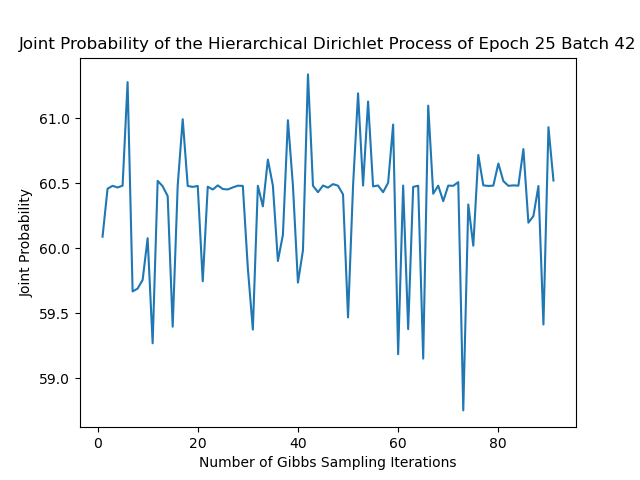 Joint Probability of the Hierarchical Dirichlet Process of Epoch 25 Batch 42
61.0
60.5
60.0
59.5
59.0
Joint Probability
0 20 40 60 80
Number of Gibbs Sampling Iterations